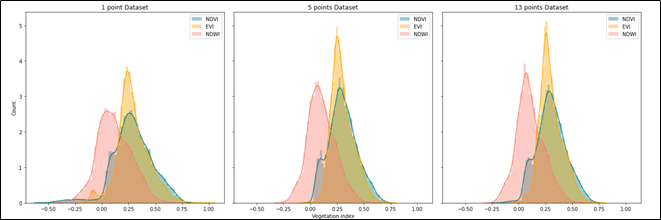 1 point Dataset
5 points Dataset
13 points Dataset
NDVI
EVI
NDWI
NDVI
EVI
NDWI
NDVI
EVI
NDWI
Count
5
4
3
2
1
0
−0.50 −0.25 0.00 0.25 0.50 0.75 1.00
−0.50 −0.25 0.00 0.25 0.50 0.75 1.00
−0.50 −0.25 0.00 0.25 0.50 0.75 1.00
Vegetation index